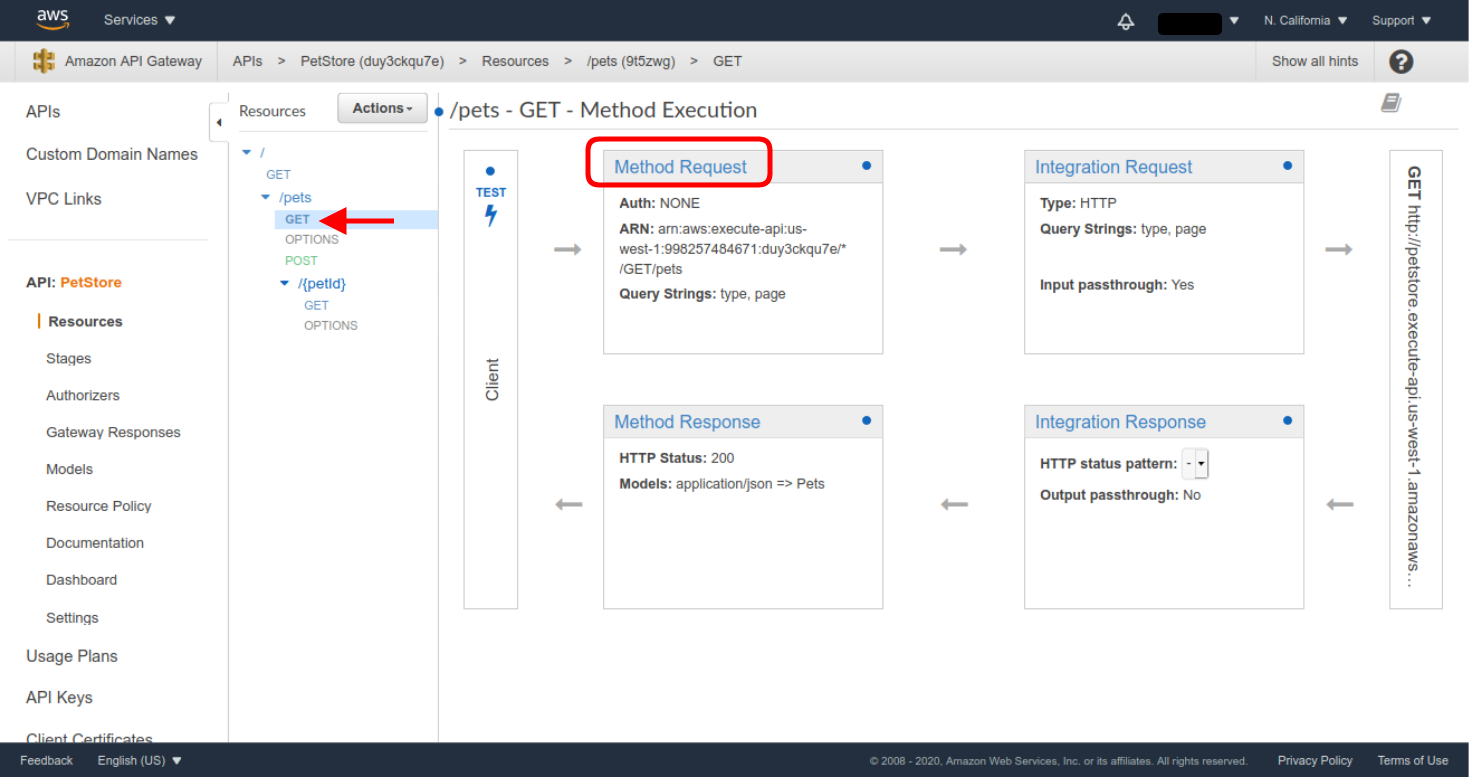 aws Services
N. California Support
Amazon API Gateway APIs > PetStore (duy3ckqu7e) > Resources > /pets (9t5zwg) > GET Show all hints ?
APIs
Custom Domain Names
VPC Links
API: PetStore
Resources
Stages
Authorizers
Gateway Responses
Models
Resource Policy
Documentation
Dashboard
Settings
Usage Plans
API Keys
Client Certificates
Resources Actions
/
GET
/pets
GET
OPTIONS
POST
/{petId}
GET
OPTIONS
/pets - GET - Method Execution
TEST
Client
Method Request
Auth: NONE
ARN: arn:aws:execute-api:us-
west-1:998257484671:duy3ckqu7e/*
/GET/pets
Query Strings: type, page
Integration Request
Type: HTTP
Query Strings: type, page
Input passthrough: Yes
Method Response
HTTP Status: 200
Models: application/json => Pets
Integration Response
HTTP status pattern: -
Output passthrough: No
GET http://petstore.execute-api.us-west-1.amazonaws...
Feedback English (US)
© 2008 - 2020, Amazon Web Services, Inc. or its affiliates. All rights reserved. Privacy Policy Terms of Use